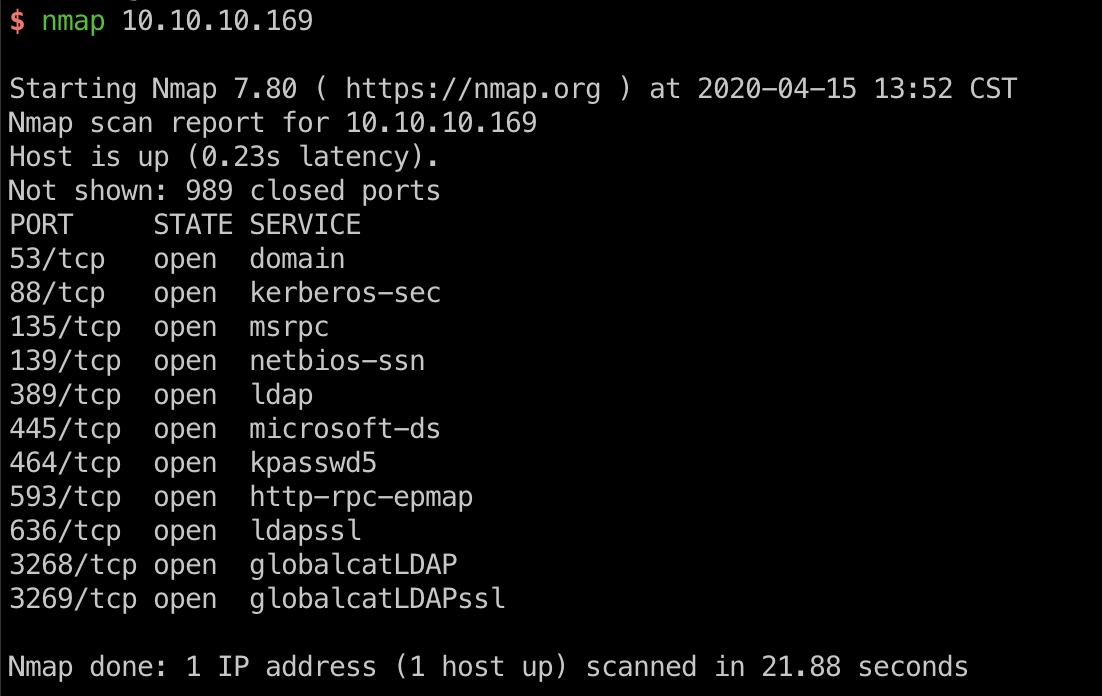 $ nmap 10.10.10.169
Starting Nmap 7.80 ( https://nmap.org ) at 2020-04-15 13:52 CST
Nmap scan report for 10.10.10.169
Host is up (0.23s latency).
Not shown: 989 closed ports
PORT     STATE SERVICE
53/tcp   open  domain
88/tcp   open  kerberos-sec
135/tcp  open  msrpc
139/tcp  open  netbios-ssn
389/tcp  open  ldap
445/tcp  open  microsoft-ds
464/tcp  open  kpasswd5
593/tcp  open  http-rpc-epmap
636/tcp  open  ldapssl
3268/tcp open  globalcatLDAP
3269/tcp open  globalcatLDAPssl
Nmap done: 1 IP address (1 host up) scanned in 21.88 seconds